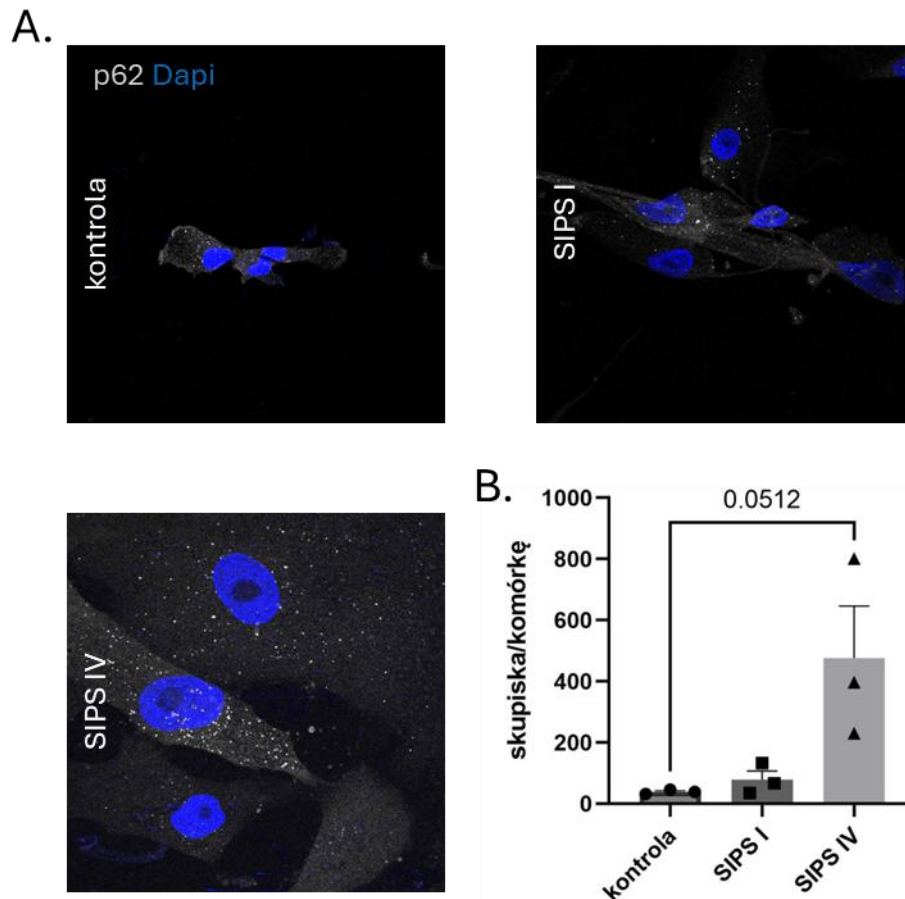 A.
p62 Dapi
kontrola
SIPS I
SIPS IV
B.
skupiska/komórkę
1000
800
600
400
200
0
0.0512
kontrola
SIPS I
SIPS IV